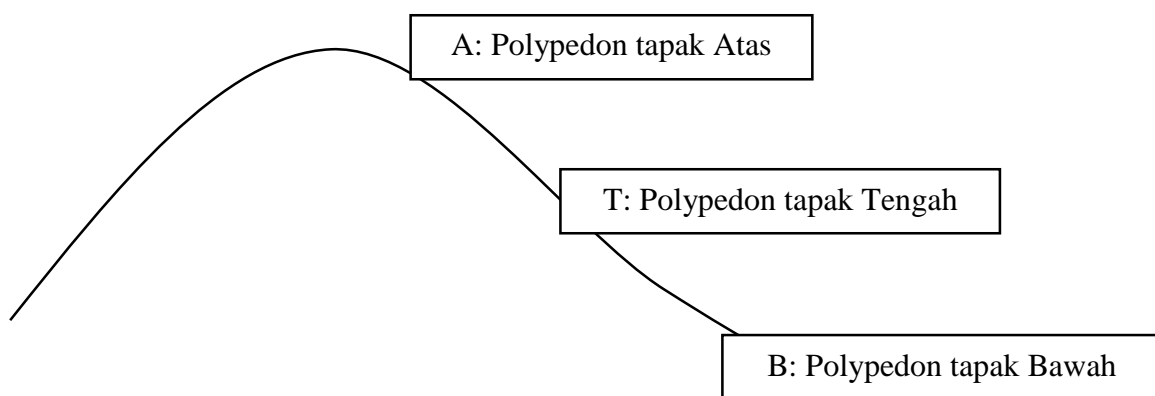 A: Polypedon tapak Atas
T: Polypedon tapak Tengah
B: Polypedon tapak Bawah